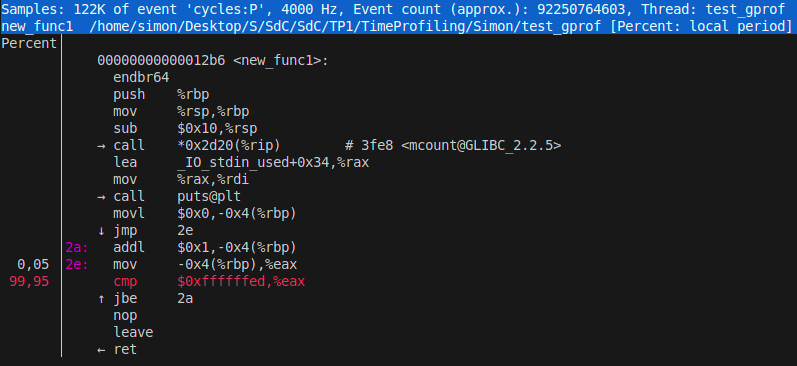 Samples: 122K of event 'cycles:P', 4000 Hz, Event count (approx.): 92250764603, Thread: test_gprof
new_func1  /home/simon/Desktop/S/SdC/SdC/TP1/TimeProfiling/Simon/test_gprof [Percent: local period]
Percent
00000000000012b6 <new_func1>:
endbr64
push    %rbp
mov     %rsp,%rbp
sub     $0x10,%rsp
→ call    *0x2d20(%rip)        # 3fe8 <mcount@GLIBC_2.2.5>
lea     _IO_stdin_used+0x34,%rax
mov     %rax,%rdi
→ call    puts@plt
movl    $0x0,-0x4(%rbp)
↓ jmp     2e
2a:   addl    $0x1,-0x4(%rbp)
0,05  2e:   mov     -0x4(%rbp),%eax
99,95        cmp     $0xffffffed,%eax
↑ jbe     2a
nop
leave
← ret